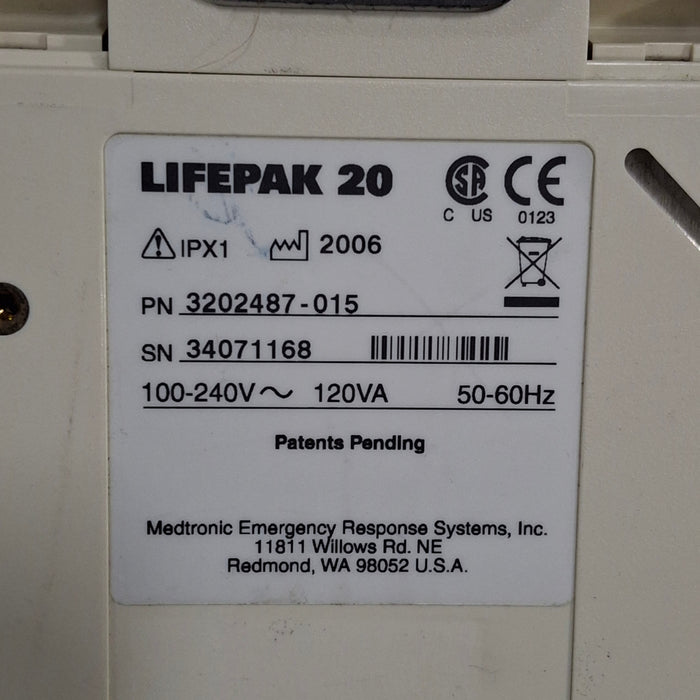 LIFEPAK 20
C US
CE
0123
IPX1 2006
PN 3202487-015
SN 34071168
100-240V~ 120VA 50-60Hz
Patents Pending
Medtronic Emergency Response Systems, Inc.
11811 Willows Rd. NE
Redmond, WA 98052 U.S.A.